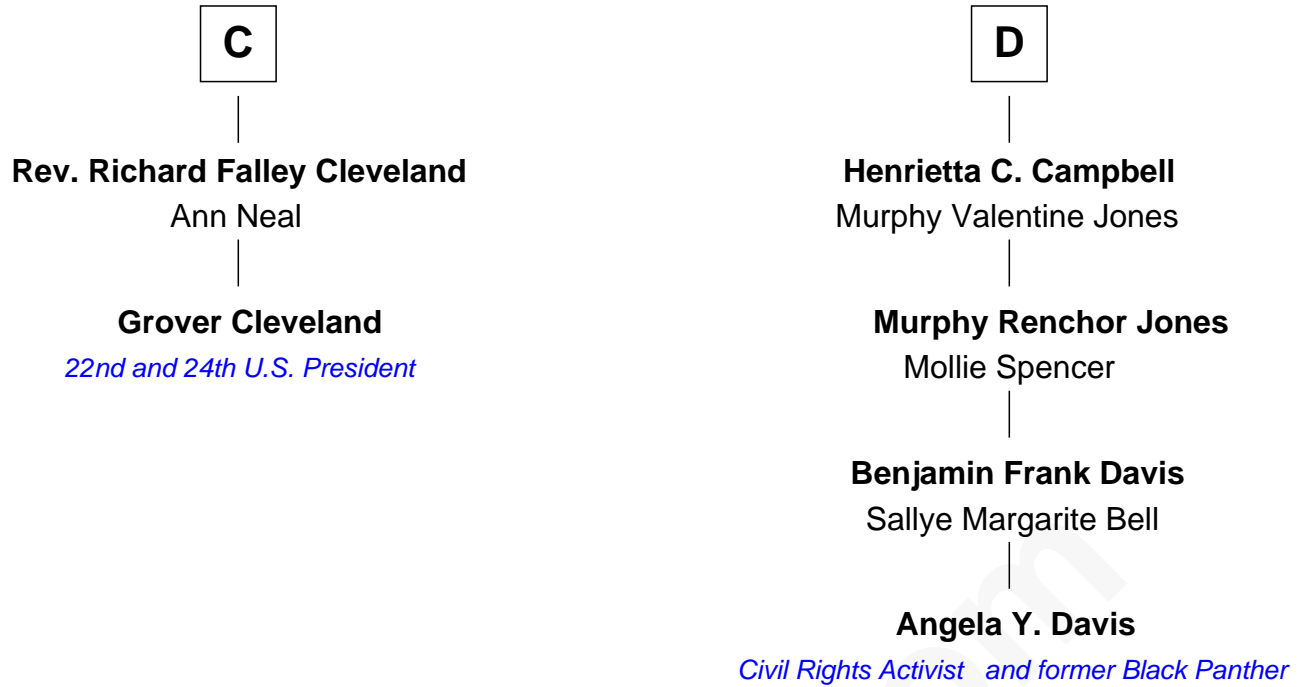 C
Rev. Richard Falley Cleveland
Ann Neal
Grover Cleveland
22nd and 24th U.S. President
D
Henrietta C. Campbell
Murphy Valentine Jones
Murphy Renchor Jones
Mollie Spencer
Benjamin Frank Davis
Sallye Margarite Bell
Angela Y. Davis
Civil Rights Activist   and former Black Panther